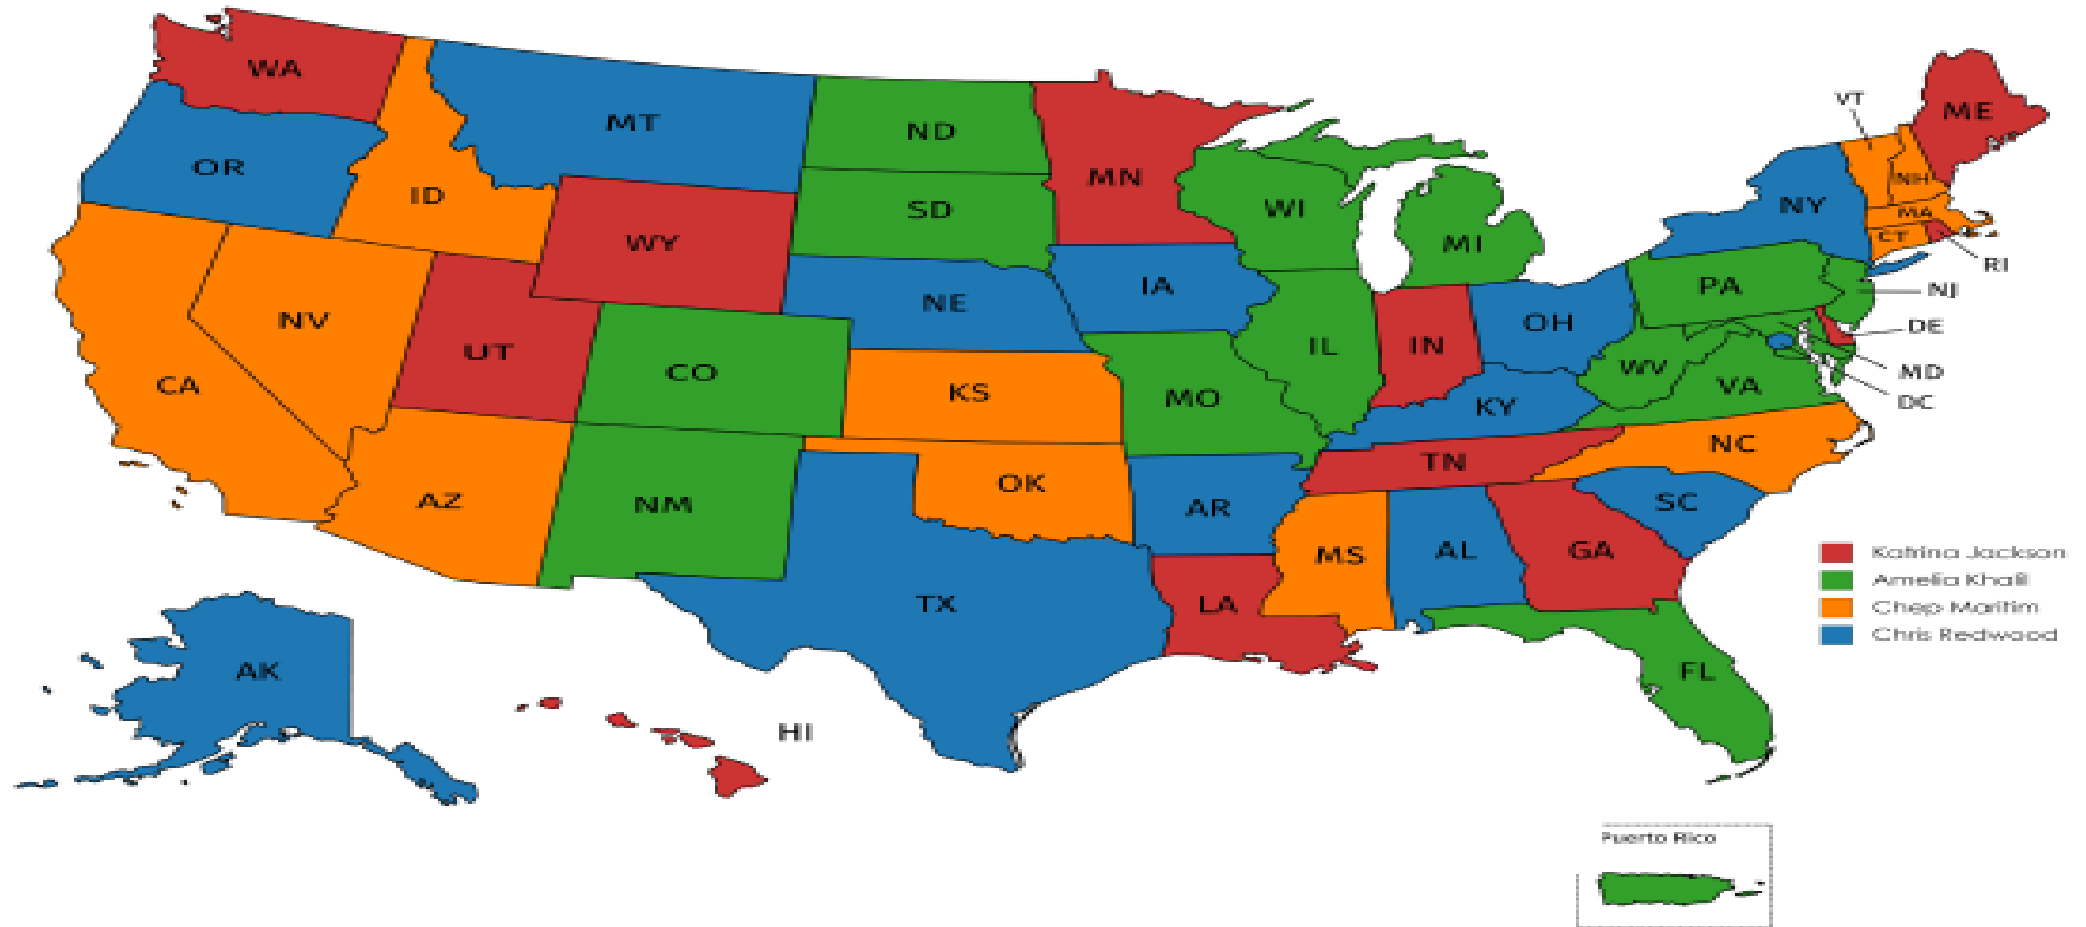 WA
MT
ND
MN
ME
VT
OR
ID
SD
WI
MI
NH
NY
MA
CT
RI
WY
NE
IA
PA
NJ
NV
UT
CO
KS
MO
IL
IN
OH
DE
WV
VA
MD
DC
CA
KY
NC
TN
AZ
NM
OK
AR
SC
MS
AL
GA
TX
LA
FL
AK
HI
Katrina Jackson
Amelia Khalil
Chep Maritim
Chris Redwood
Puerto Rico